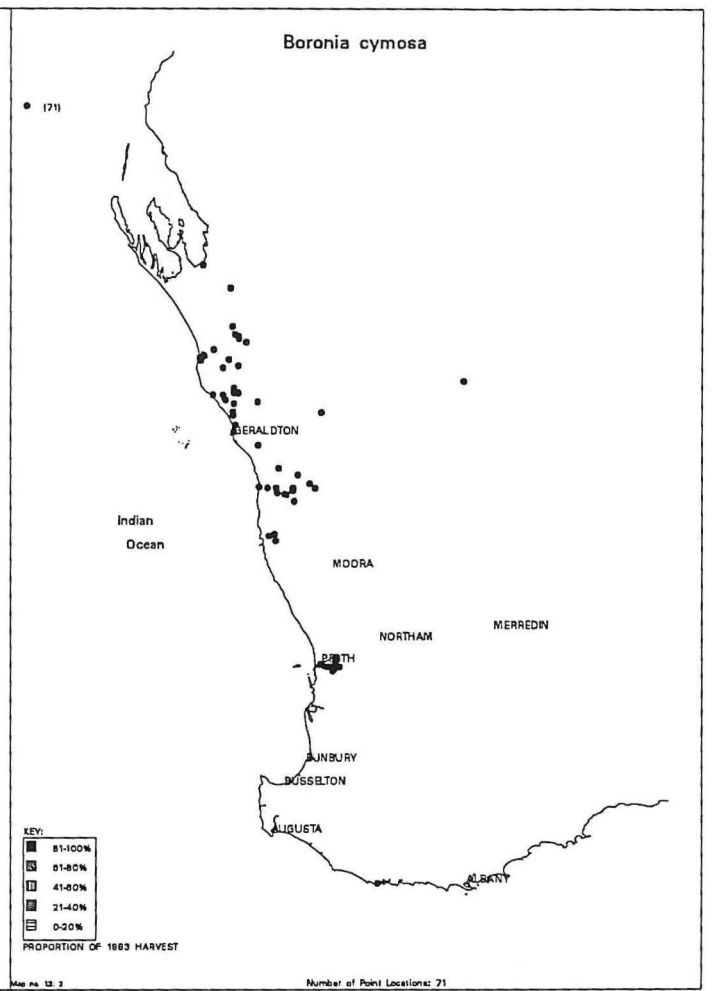 Boronia cymosa
(71)
GERALDTON
Indian
Ocean
MOORA
MERREDIN
NORTHAM
PERTH
BUNBURY
BUSSELTON
AUGUSTA
ALBANY
KEY:
81-100%
61-80%
41-60%
21-40%
0-20%
PROPORTION OF 1983 HARVEST
Map no. 13: 3
Number of Point Locations: 71